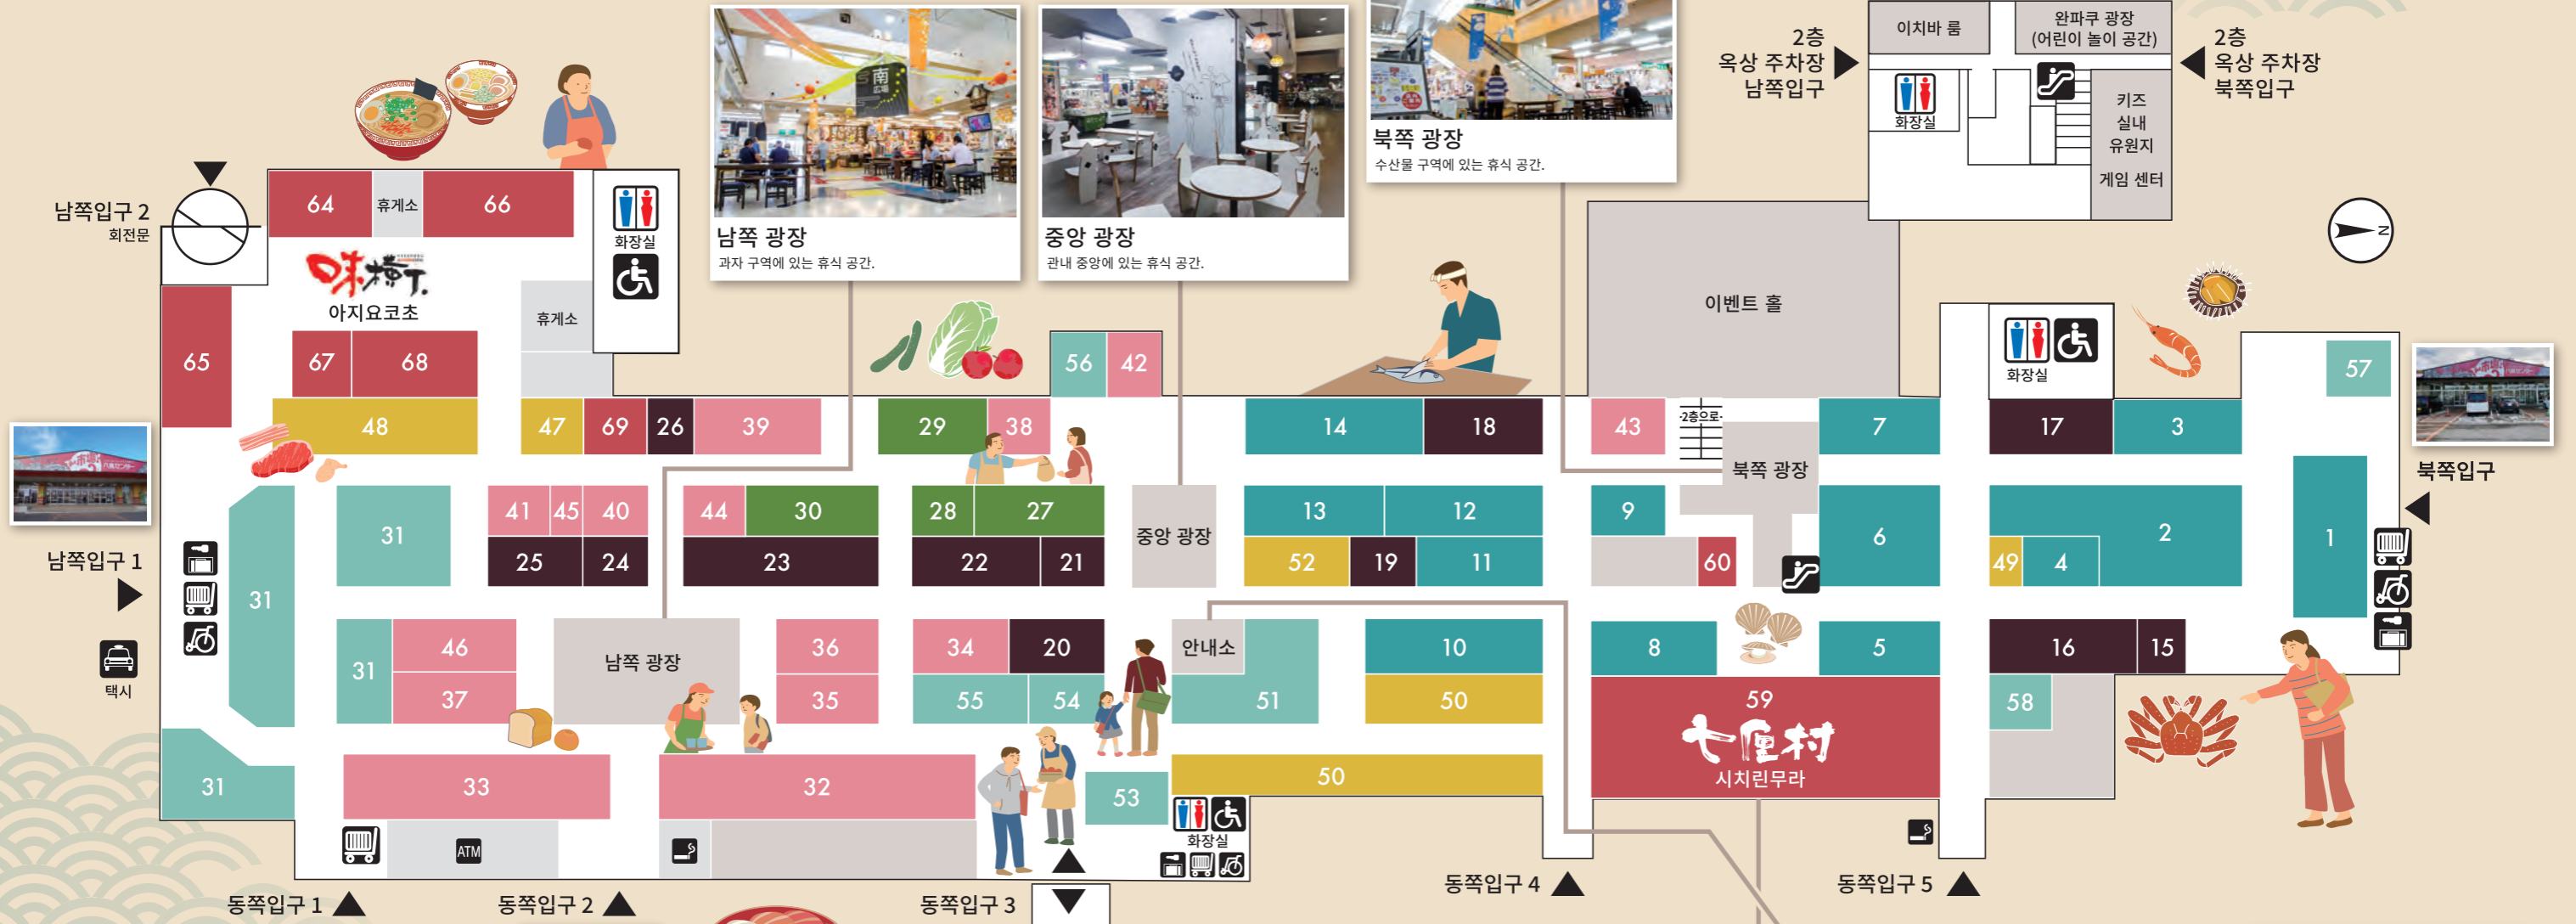 남쪽 광장
과자 구역에 있는 휴식 공간.
중앙 광장
관내 중앙에 있는 휴식 공간.
북쪽 광장
수산물 구역에 있는 휴식 공간.
2층
옥상 주차장
남쪽입구
이치바 룸
완파쿠 광장
(어린이 놀이 공간)
화장실
키즈
실내
유원지
게임 센터
2층
옥상 주차장
북쪽입구
N
남쪽입구 2
회전문
64
휴게소
66
화장실
味横丁
아지요코초
휴게소
65
67
68
56
42
이벤트 홀
화장실
57
48
47
69
26
39
29
38
14
18
43
2층으로
북쪽 광장
7
17
3
북쪽입구
남쪽입구 1
택시
31
31
41
45
40
44
30
28
27
중앙 광장
13
12
9
6
2
1
25
24
23
22
21
52
19
11
60
49
4
31
46
37
남쪽 광장
36
35
34
20
55
54
안내소
51
10
50
8
5
16
15
58
59
七厘村
시치린무라
31
33
32
53
50
화장실
ATM
동쪽입구 1
동쪽입구 2
동쪽입구 3
동쪽입구 4
동쪽입구 5